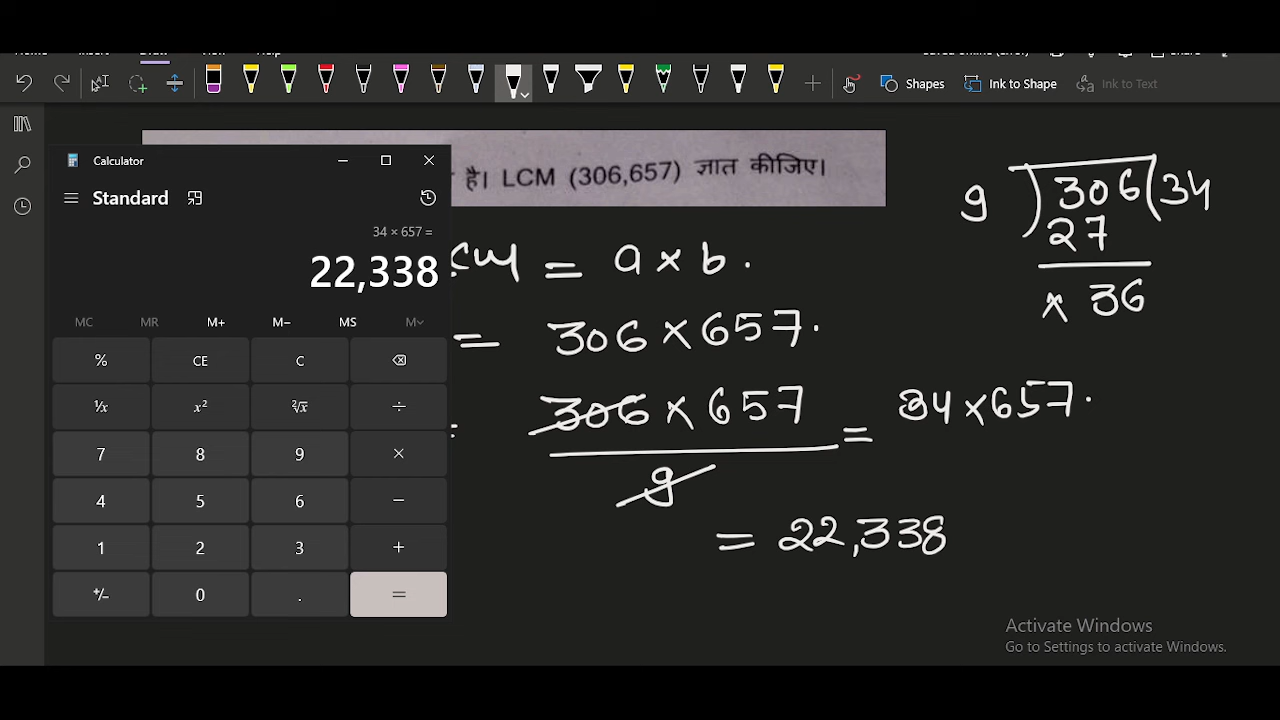 Shapes
Ink to Shape
Ink to Text
Calculator
Standard
है। LCM (306,657) ज्ञात कीजिए।
34 × 657 =
22,338
MC MR M+ M− MS M˅
% CE C
¹/x x² ²√x ÷
7 8 9 ×
4 5 6 −
1 2 3 +
+/− 0 . =
= a × b .
= 306 × 657 .
306 × 657
9
= 34 × 657 .
= 22,338
9 ) 306 ( 34
27
× 36
Activate Windows
Go to Settings to activate Windows.